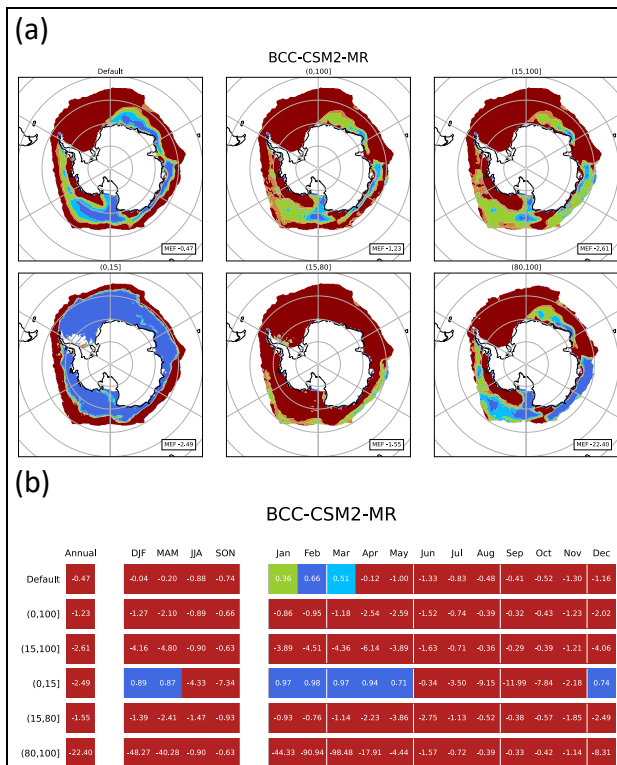 (a)
BCC-CSM2-MR
Default (0,100] (15,100]
MEF -0.47 MEF -1.23 MEF -2.61
(0,15] (15,80] (80,100]
MEF -2.49 MEF -1.55 MEF -22.40
(b)
BCC-CSM2-MR
Annual DJF MAM JJA SON Jan Feb Mar Apr May Jun Jul Aug Sep Oct Nov Dec
Default -0.47 -0.04 -0.20 -0.88 -0.74 0.36 0.66 0.51 -0.12 -1.00 -1.33 -0.83 -0.48 -0.41 -0.52 -1.30 -1.16
(0,100] -1.23 -1.27 -2.10 -0.89 -0.66 -0.86 -0.95 -1.18 -2.54 -2.59 -1.52 -0.74 -0.39 -0.32 -0.43 -1.23 -2.02
(15,100] -2.61 -4.16 -4.80 -0.90 -0.63 -3.89 -4.51 -4.36 -6.14 -3.89 -1.63 -0.71 -0.36 -0.29 -0.39 -1.21 -4.06
(0,15] -2.49 0.89 0.87 -4.33 -7.34 0.97 0.98 0.97 0.94 0.71 -0.34 -3.50 -9.15 -11.99 -7.84 -2.18 0.74
(15,80] -1.55 -1.39 -2.41 -1.47 -0.93 -0.93 -0.76 -1.14 -2.23 -3.86 -2.75 -1.13 -0.52 -0.38 -0.57 -1.85 -2.49
(80,100] -22.40 -48.27 -40.28 -0.90 -0.63 -44.33 -90.94 -98.48 -17.91 -4.44 -1.57 -0.72 -0.39 -0.33 -0.42 -1.14 -8.31